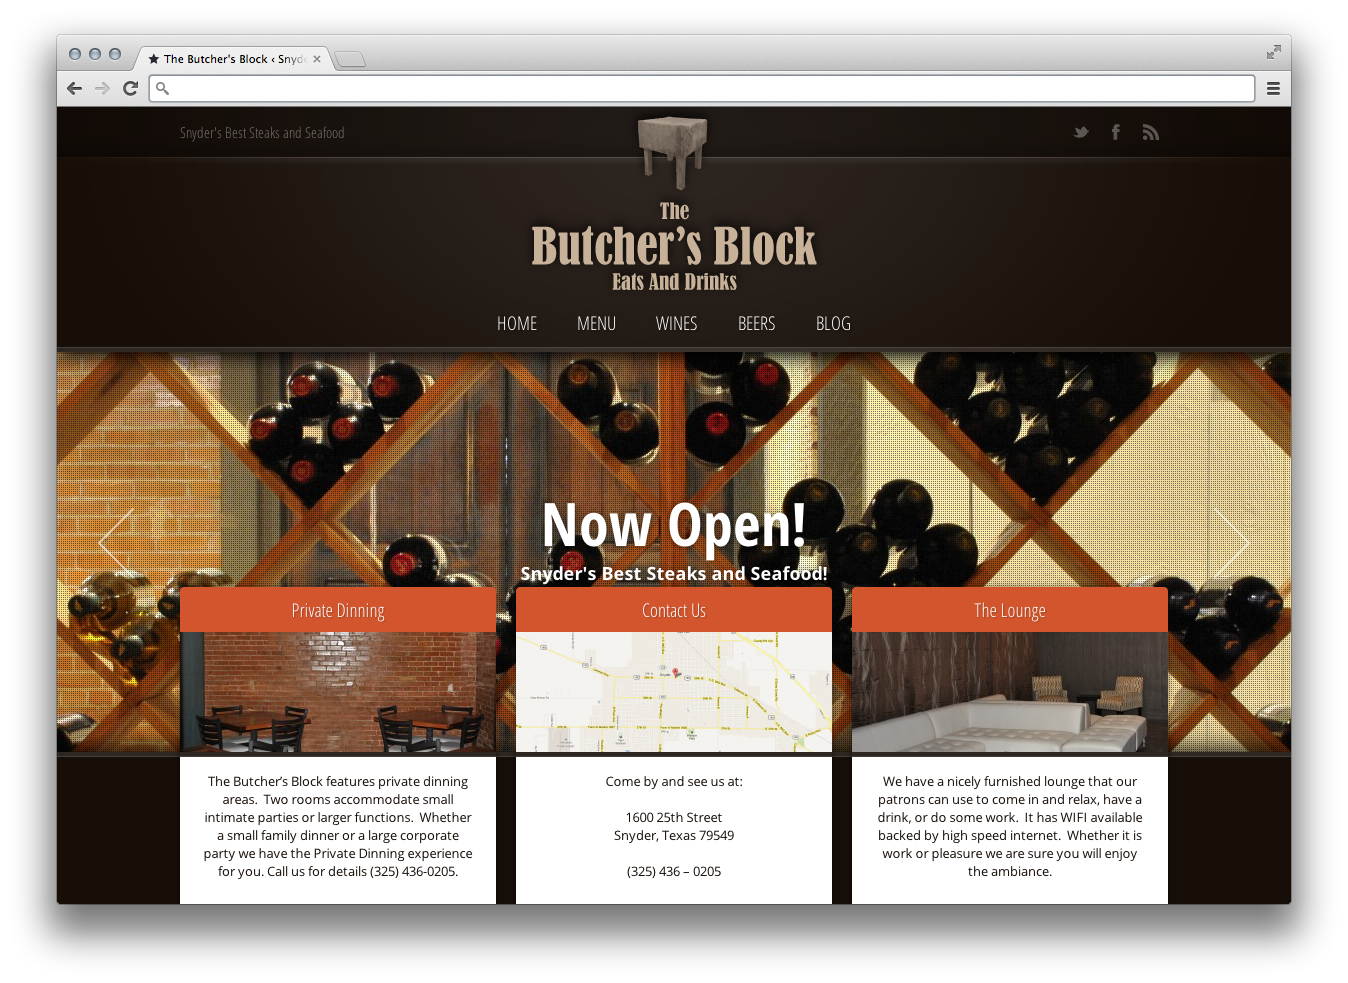 The Butcher's Block ‹ Snyde
Snyder's Best Steaks and Seafood
The
Butcher's Block
Eats And Drinks
HOME MENU WINES BEERS BLOG
Now Open!
Snyder's Best Steaks and Seafood!
Private Dinning
The Butcher's Block features private dinning
areas. Two rooms accommodate small
intimate parties or larger functions. Whether
a small family dinner or a large corporate
party we have the Private Dinning experience
for you. Call us for details (325) 436-0205.
Contact Us
Come by and see us at:
1600 25th Street
Snyder, Texas 79549
(325) 436 – 0205
The Lounge
We have a nicely furnished lounge that our
patrons can use to come in and relax, have a
drink, or do some work. It has WIFI available
backed by high speed internet. Whether it is
work or pleasure we are sure you will enjoy
the ambiance.